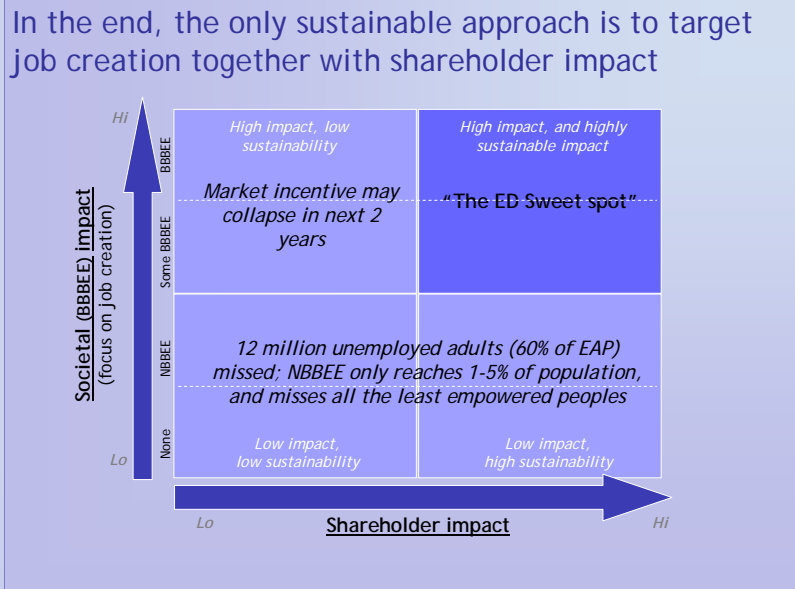 In the end, the only sustainable approach is to target
job creation together with shareholder impact
Hi
High impact, low
sustainability
High impact, and highly
sustainable impact
BBBEE
Market incentive may
collapse in next 2
years
“The ED Sweet spot”
Some BBBEE
Societal (BBBEE) impact
(focus on job creation)
NBBEE
12 million unemployed adults (60% of EAP)
missed; NBBEE only reaches 1-5% of population,
and misses all the least empowered peoples
None
Low impact,
low sustainability
Low impact,
high sustainability
Lo
Lo
Shareholder impact
Hi